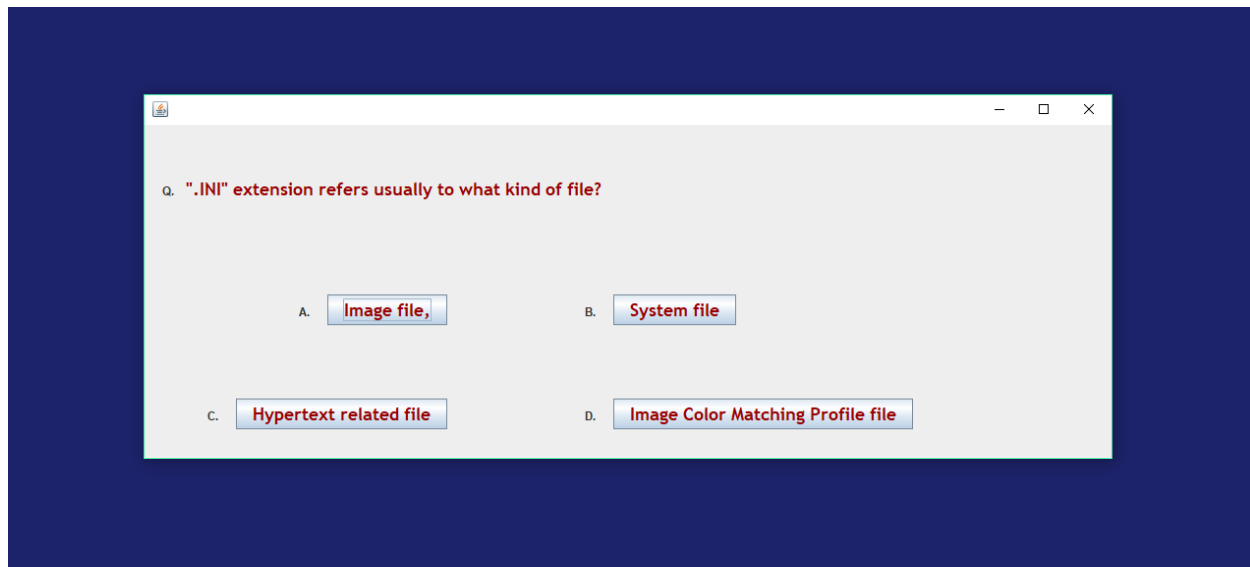 Q. ".INI" extension refers usually to what kind of file?
A. Image file, B. System file
C. Hypertext related file D. Image Color Matching Profile file